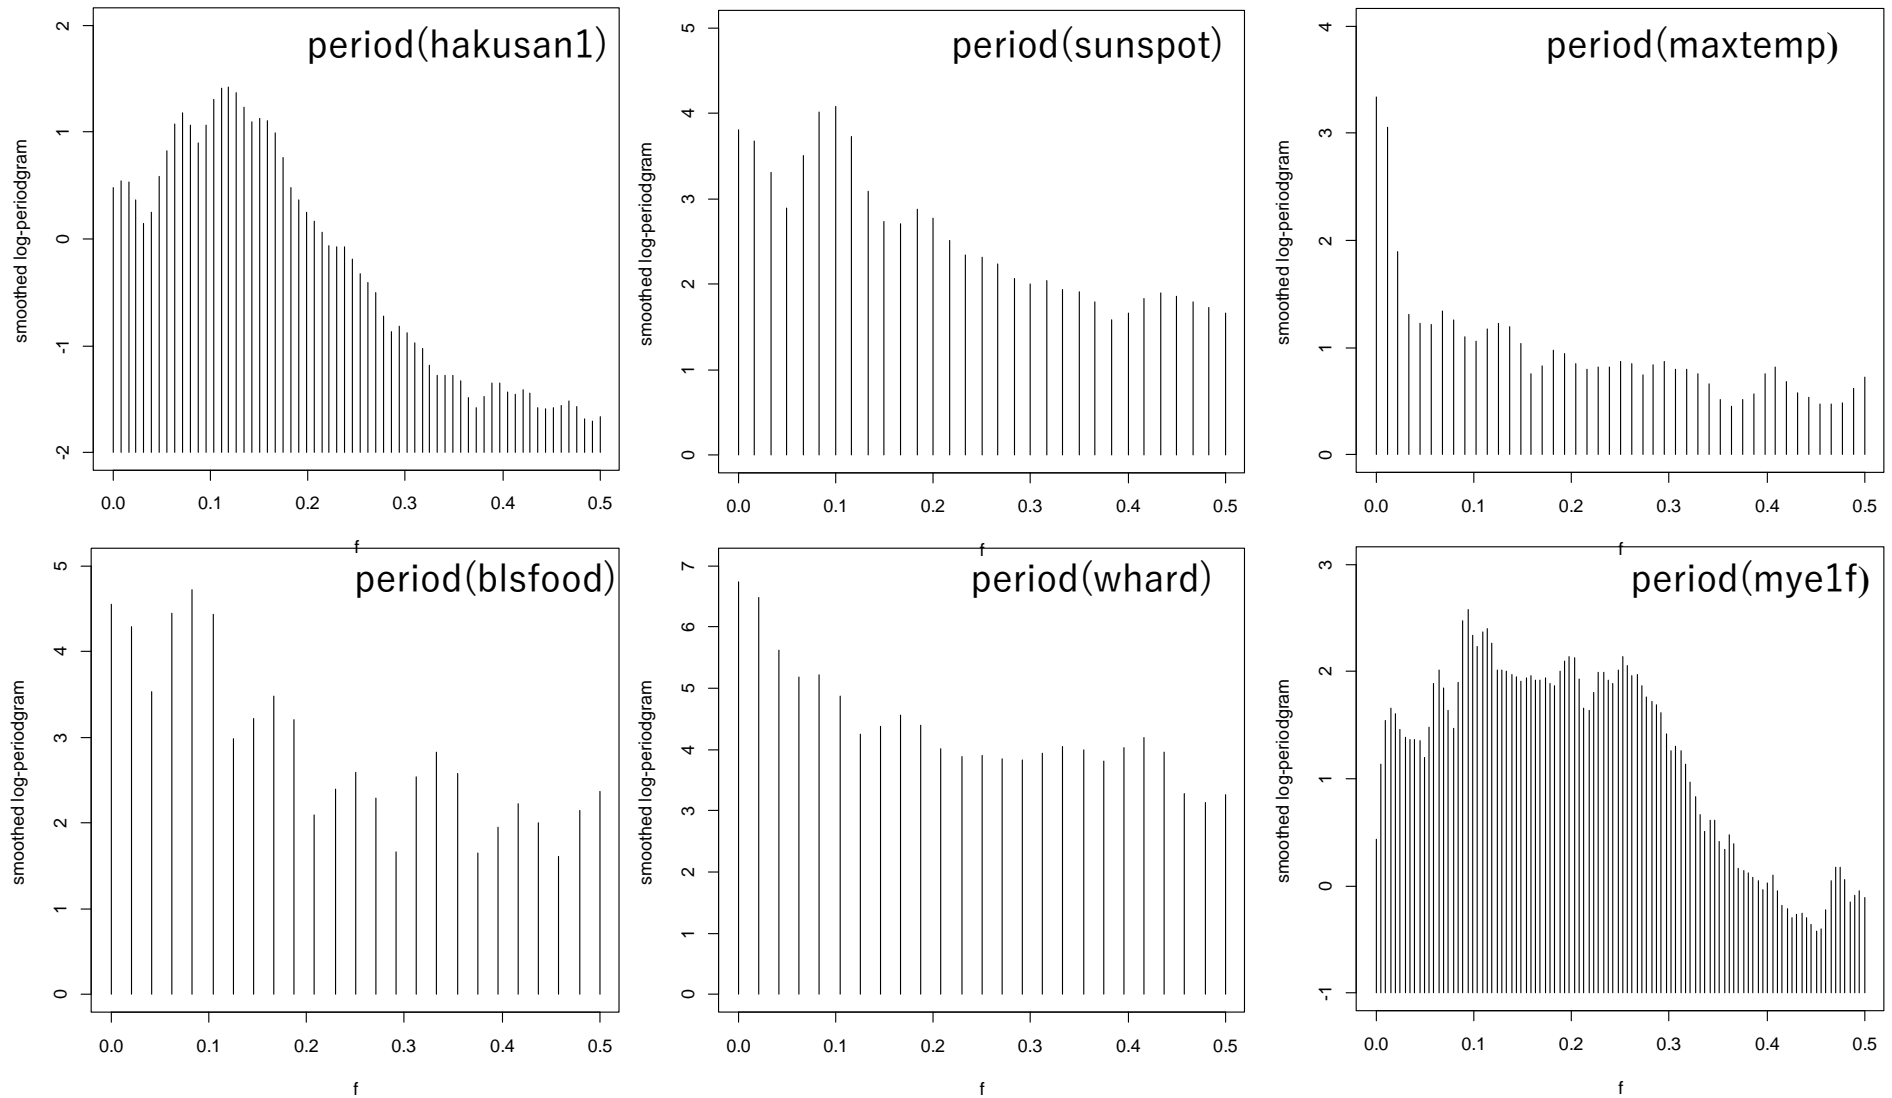 period(hakusan1)
smoothed log-periodgram
2
1
0
-1
-2
0.0 0.1 0.2 0.3 0.4 0.5
f
period(sunspot)
smoothed log-periodgram
5
4
3
2
1
0
0.0 0.1 0.2 0.3 0.4 0.5
f
period(maxtemp)
smoothed log-periodgram
4
3
2
1
0
0.0 0.1 0.2 0.3 0.4 0.5
f
period(blsfood)
smoothed log-periodgram
5
4
3
2
1
0
0.0 0.1 0.2 0.3 0.4 0.5
f
period(whard)
smoothed log-periodgram
7
6
5
4
3
2
1
0
0.0 0.1 0.2 0.3 0.4 0.5
f
period(mye1f)
smoothed log-periodgram
3
2
1
0
-1
0.0 0.1 0.2 0.3 0.4 0.5
f